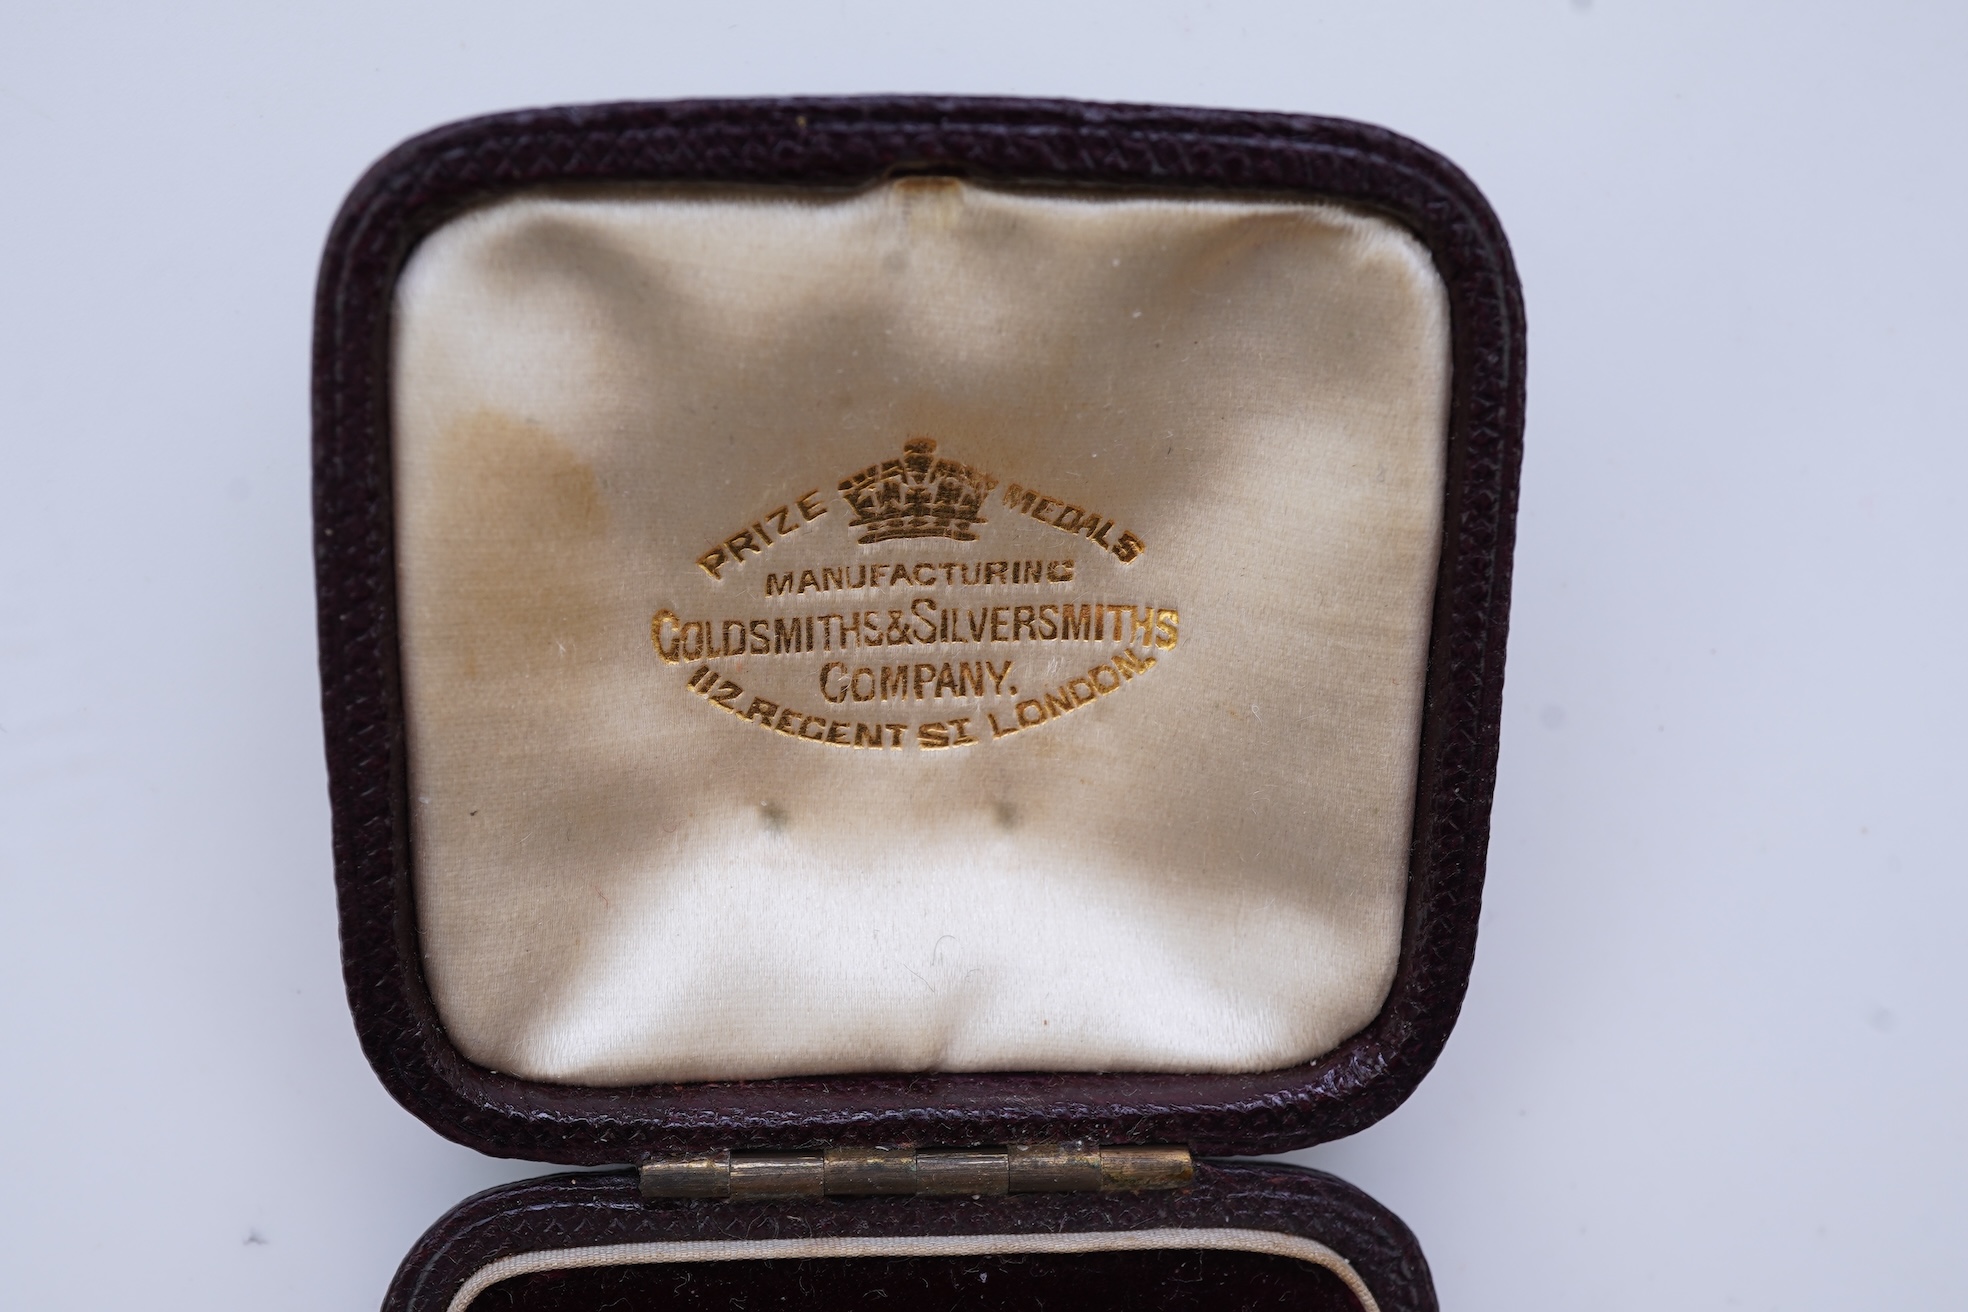 PRIZE MEDALS
MANUFACTURING
GOLDSMITHS & SILVERSMITHS
COMPANY.
112. REGENT ST LONDON.